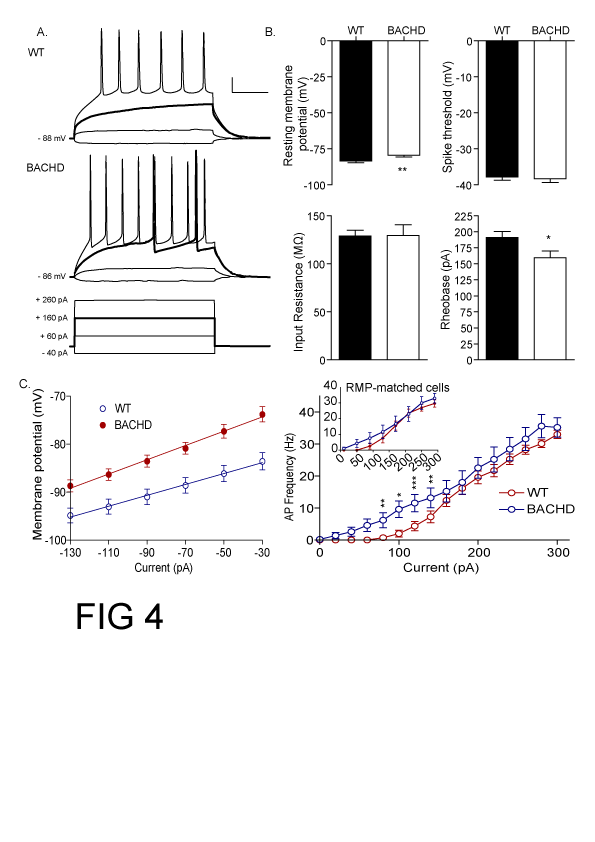 A.
WT
- 88 mV
BACHD
- 86 mV
+ 260 pA
+ 160 pA
+ 60 pA
- 40 pA
B.
WT BACHD
0
-25
-50
-75
-100
Resting membrane
potential (mV)
**
WT BACHD
0
-10
-20
-30
-40
Spike threshold (mV)
150
100
50
0
Input Resistance (MΩ)
225
200
175
150
125
100
75
50
25
0
Rheobase (pA)
*
C.
-70
-80
-90
-100
Membrane potential (mV)
WT
BACHD
-130 -110 -90 -70 -50 -30
Current (pA)
RMP-matched cells
40
30
20
10
0
0 50 100 150 200 250 300
40
30
20
10
0
AP Frequency (Hz)
** * *** **
WT
BACHD
0 100 200 300
Current (pA)
FIG 4